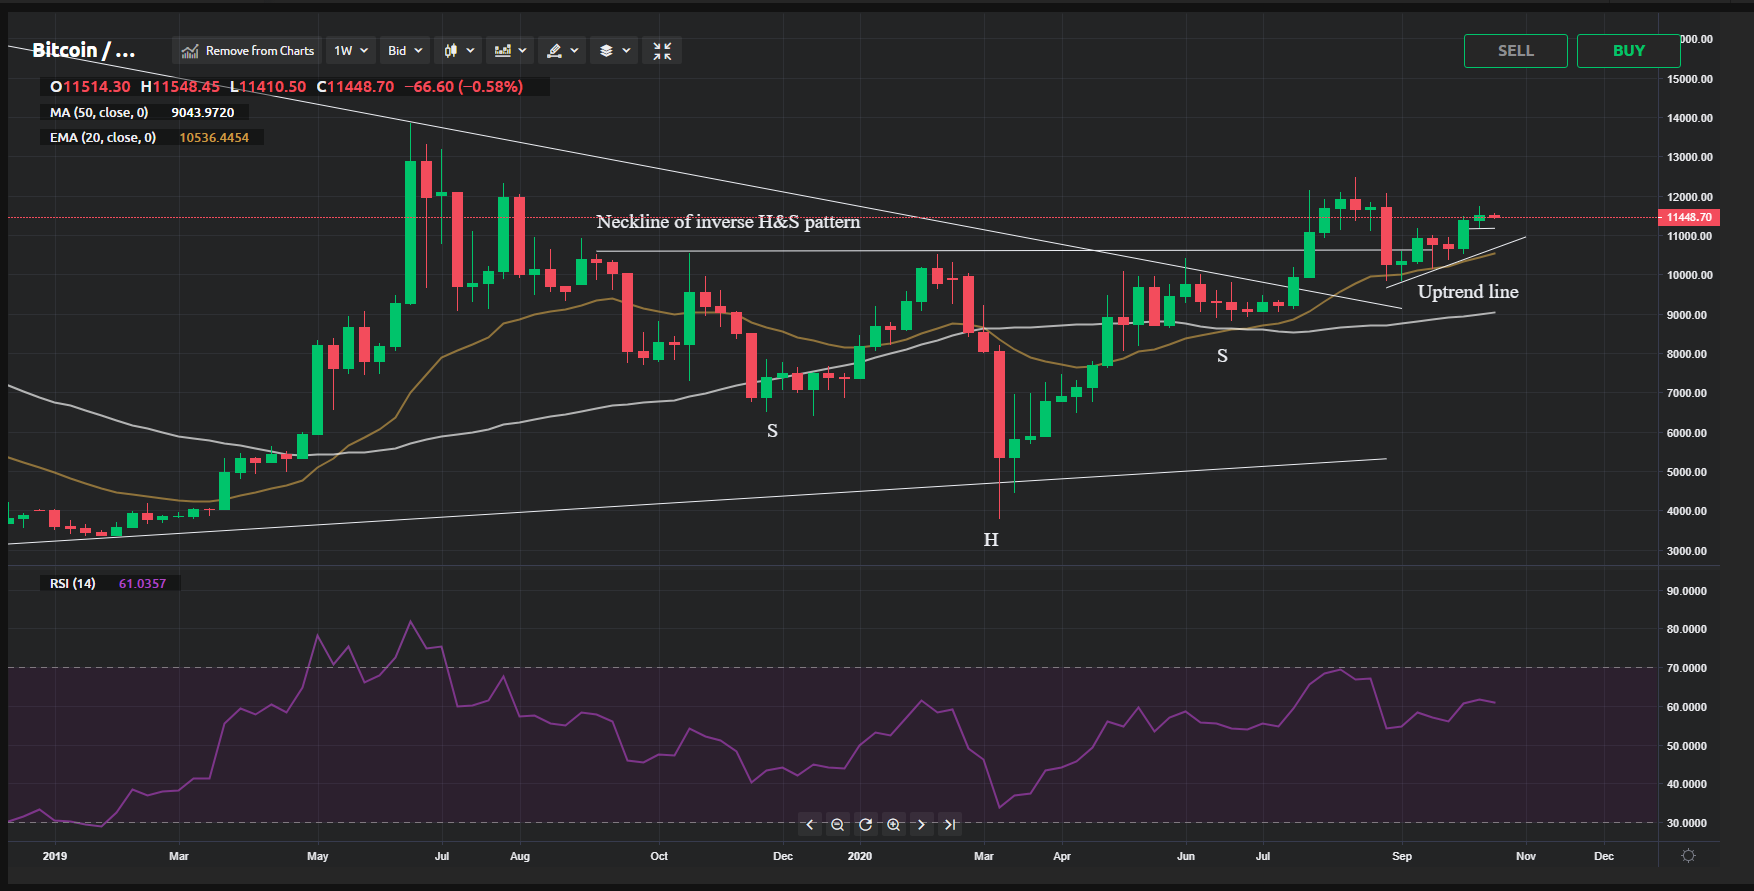 Bitcoin / ...
Remove from Charts
1W
Bid
SELL
BUY
O11514.30 H11548.45 L11410.50 C11448.70 −66.60 (−0.58%)
MA (50, close, 0) 9043.9720
EMA (20, close, 0) 10536.4454
000.00
15000.00
14000.00
13000.00
12000.00
11448.70
11000.00
10000.00
9000.00
8000.00
7000.00
6000.00
5000.00
4000.00
3000.00
Neckline of inverse H&S pattern
Uptrend line
S
S
H
RSI (14) 61.0357
90.0000
80.0000
70.0000
60.0000
50.0000
40.0000
30.0000
2019 Mar May Jul Aug Oct Dec 2020 Mar Apr Jun Jul Sep Nov Dec